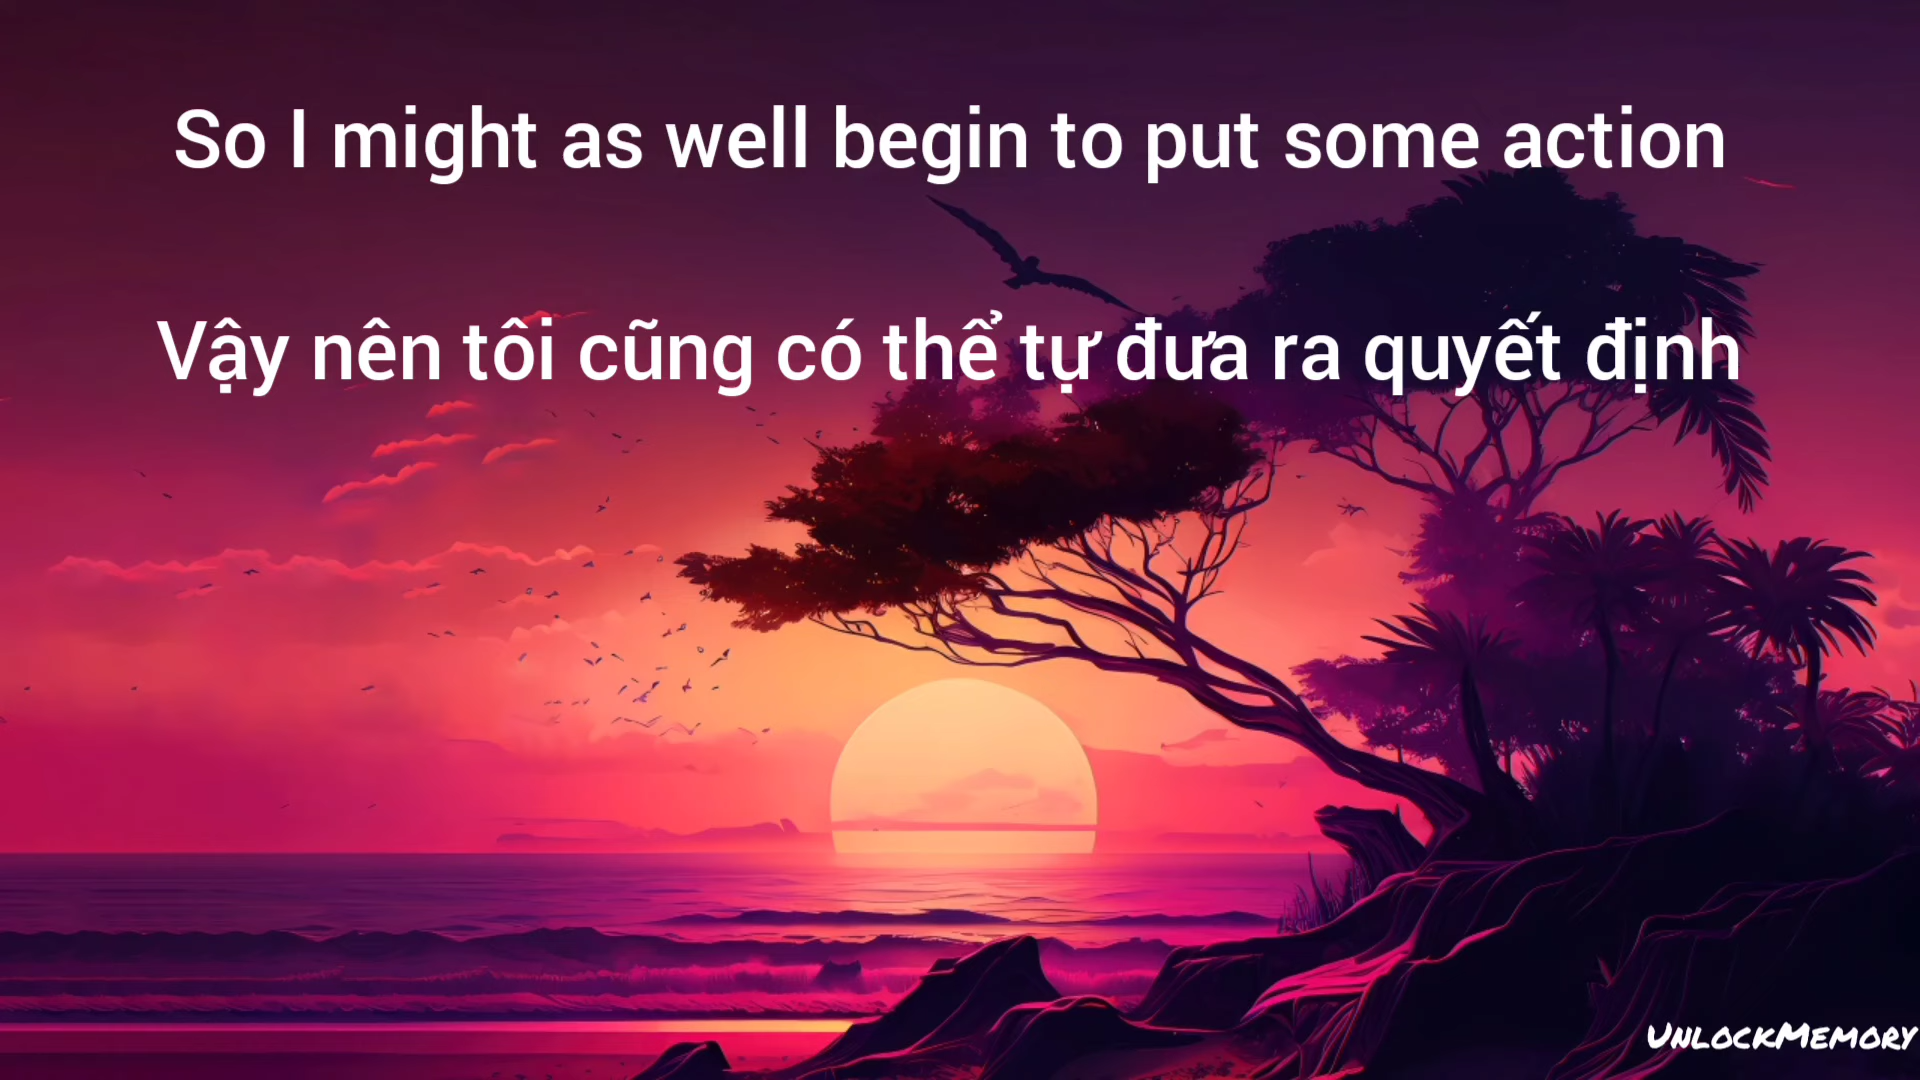 So I might as well begin to put some action
Vậy nên tôi cũng có thể tự đưa ra quyết định
UnlockMemory